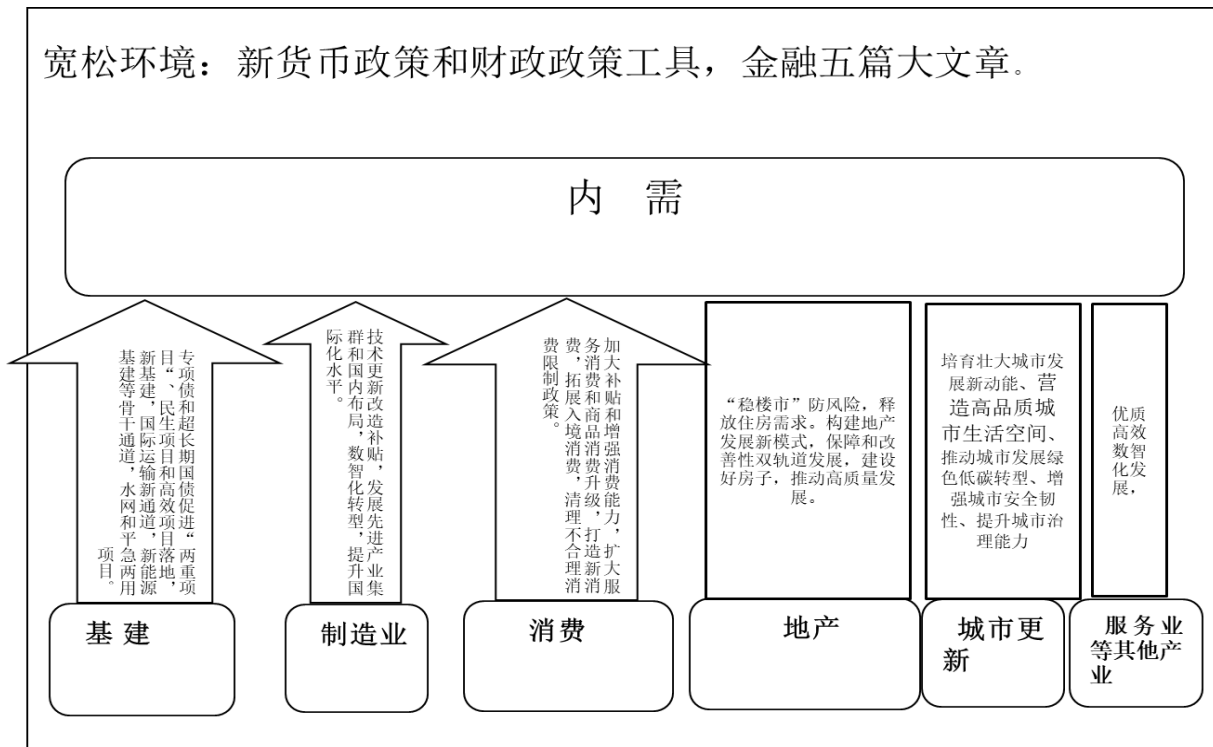 宽松环境：新货币政策和财政政策工具，金融五篇大文章。
内 需
专项债和超长期国债促进“两重项
目“、民生项目和高效项目落地，
新基建，国际运输新通道，新能源
基建等骨干通道，水网和平急两用
项目。
技术更新改造补贴，发展先进产业集
群和国内布局，数智化转型，提升国
际化水平。
加大补贴和增强消费能力，扩大服
务消费和商品消费升级，打造新消
费，拓展入境消费，清理不合理消
费限制政策。
“稳楼市”防风险，释
放住房需求。构建地产
发展新模式，保障和改
善性双轨道发展，建设
好房子，推动高质量发
展。
培育壮大城市发
展新动能、营
造高品质城
市生活空间、
推动城市发展绿
色低碳转型、增
强城市安全韧
性、提升城市治
理能力
优质
高效
数智
化发
展，
基 建
制造业
消费
地产
城市更
新
服务业
等其他产
业